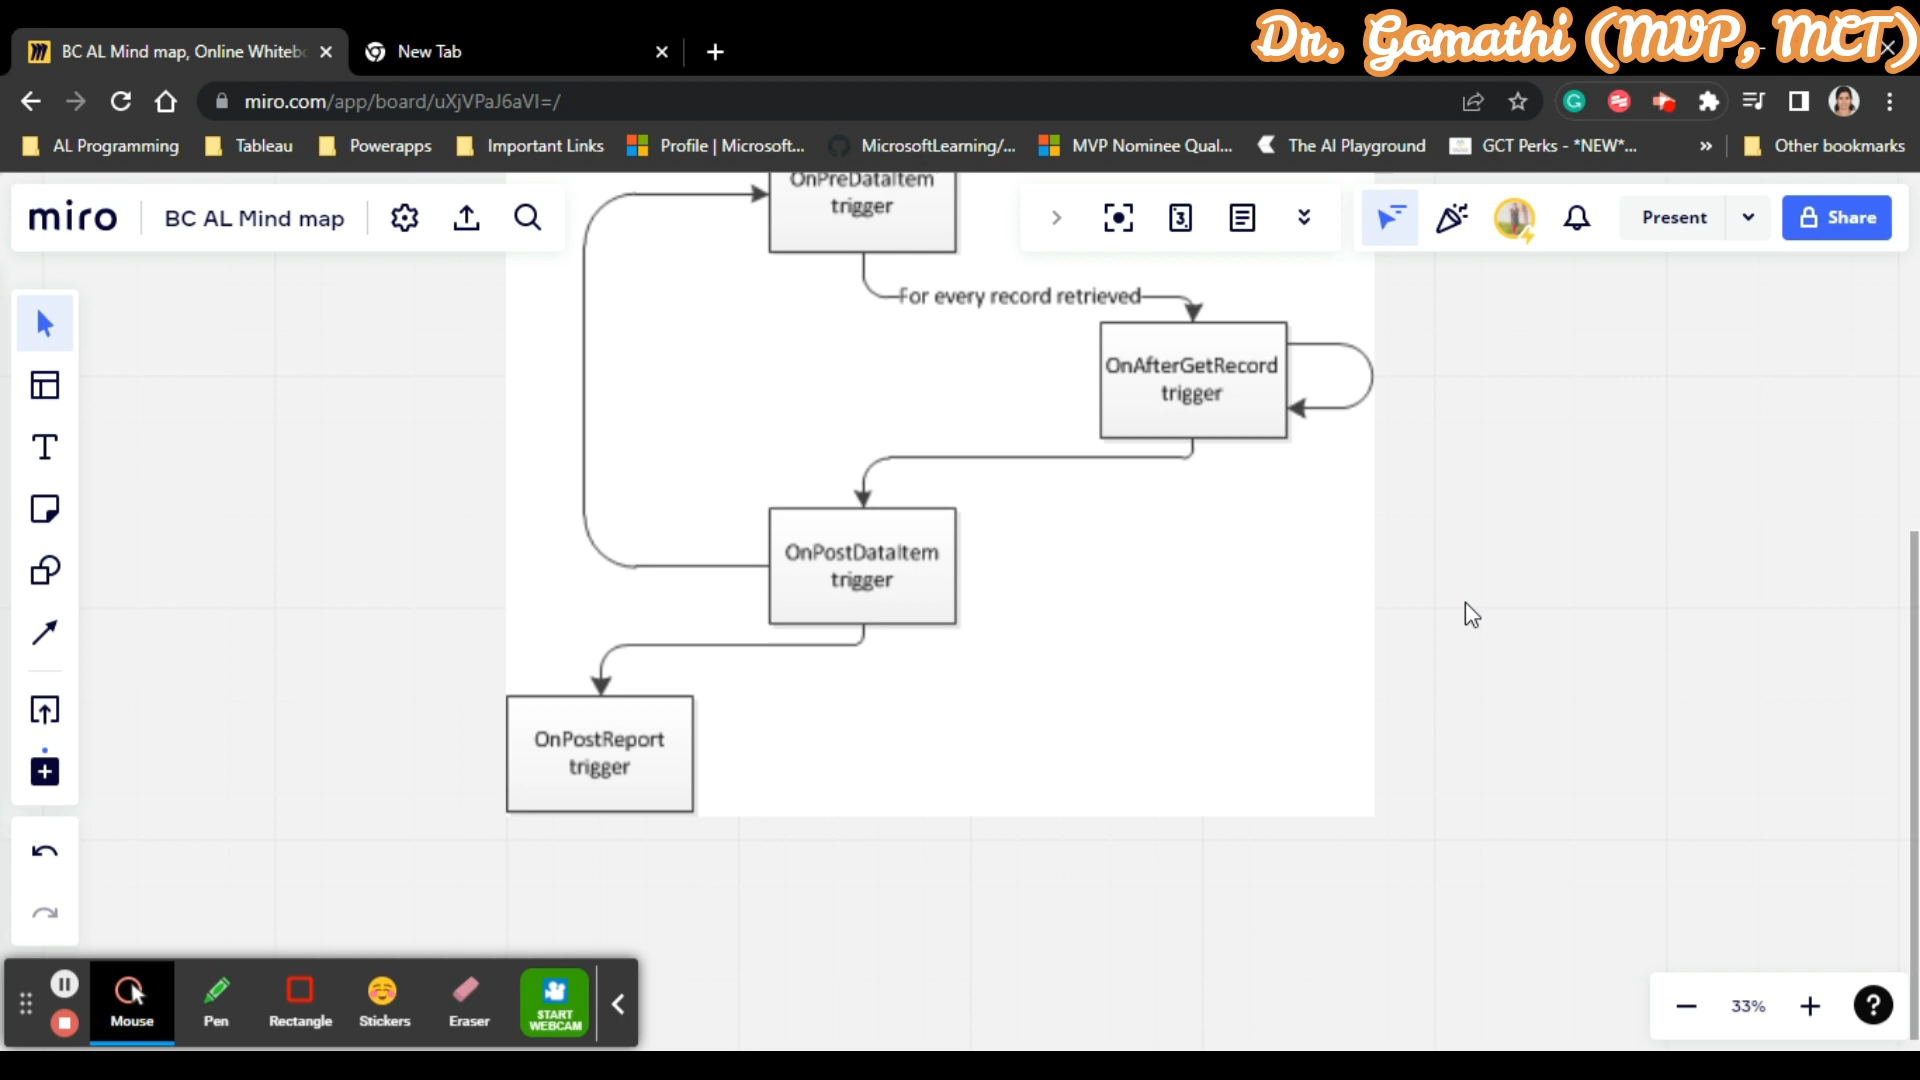 Dr. Gomathi (MVP, MCT)
BC AL Mind map, Online Whitebo
New Tab
miro.com/app/board/uXjVPaJ6aVI=/
AL Programming
Tableau
Powerapps
Important Links
Profile | Microsoft...
MicrosoftLearning/...
MVP Nominee Qual...
The AI Playground
GCT Perks - *NEW*...
»
Other bookmarks
miro
BC AL Mind map
3
Present
Share
OnPreDataItem
trigger
For every record retrieved
OnAfterGetRecord
trigger
OnPostDataItem
trigger
OnPostReport
trigger
T
Mouse
Pen
Rectangle
Stickers
Eraser
START
WEBCAM
33%
?